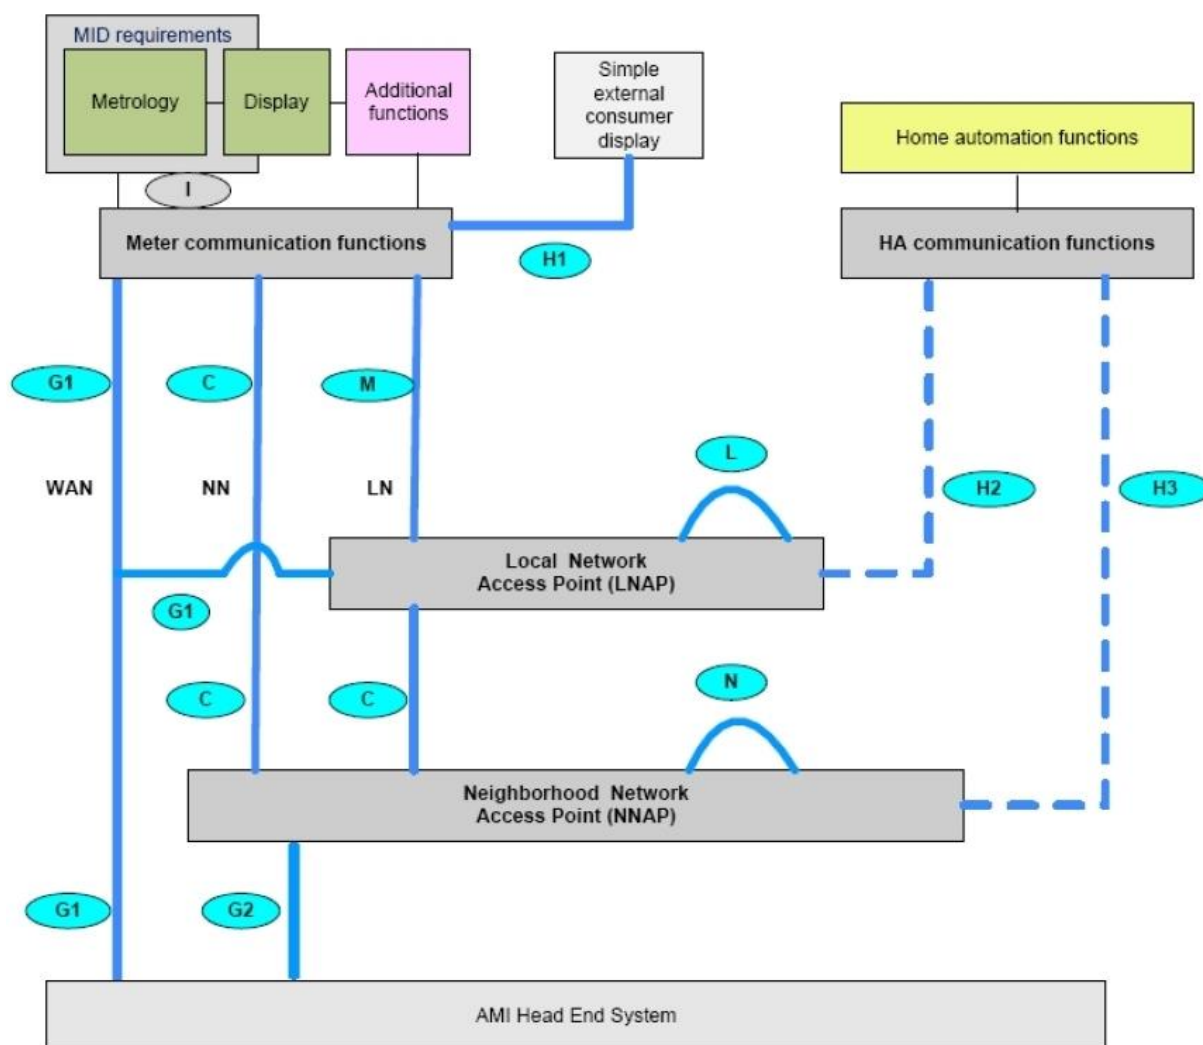 MID requirements
Metrology
Display
Additional
functions
Simple
external
consumer
display
Home automation functions
I
Meter communication functions
HA communication functions
H1
G1
C
M
L
WAN
NN
LN
H2
H3
Local Network
Access Point (LNAP)
G1
C
C
N
Neighborhood Network
Access Point (NNAP)
G1
G2
AMI Head End System